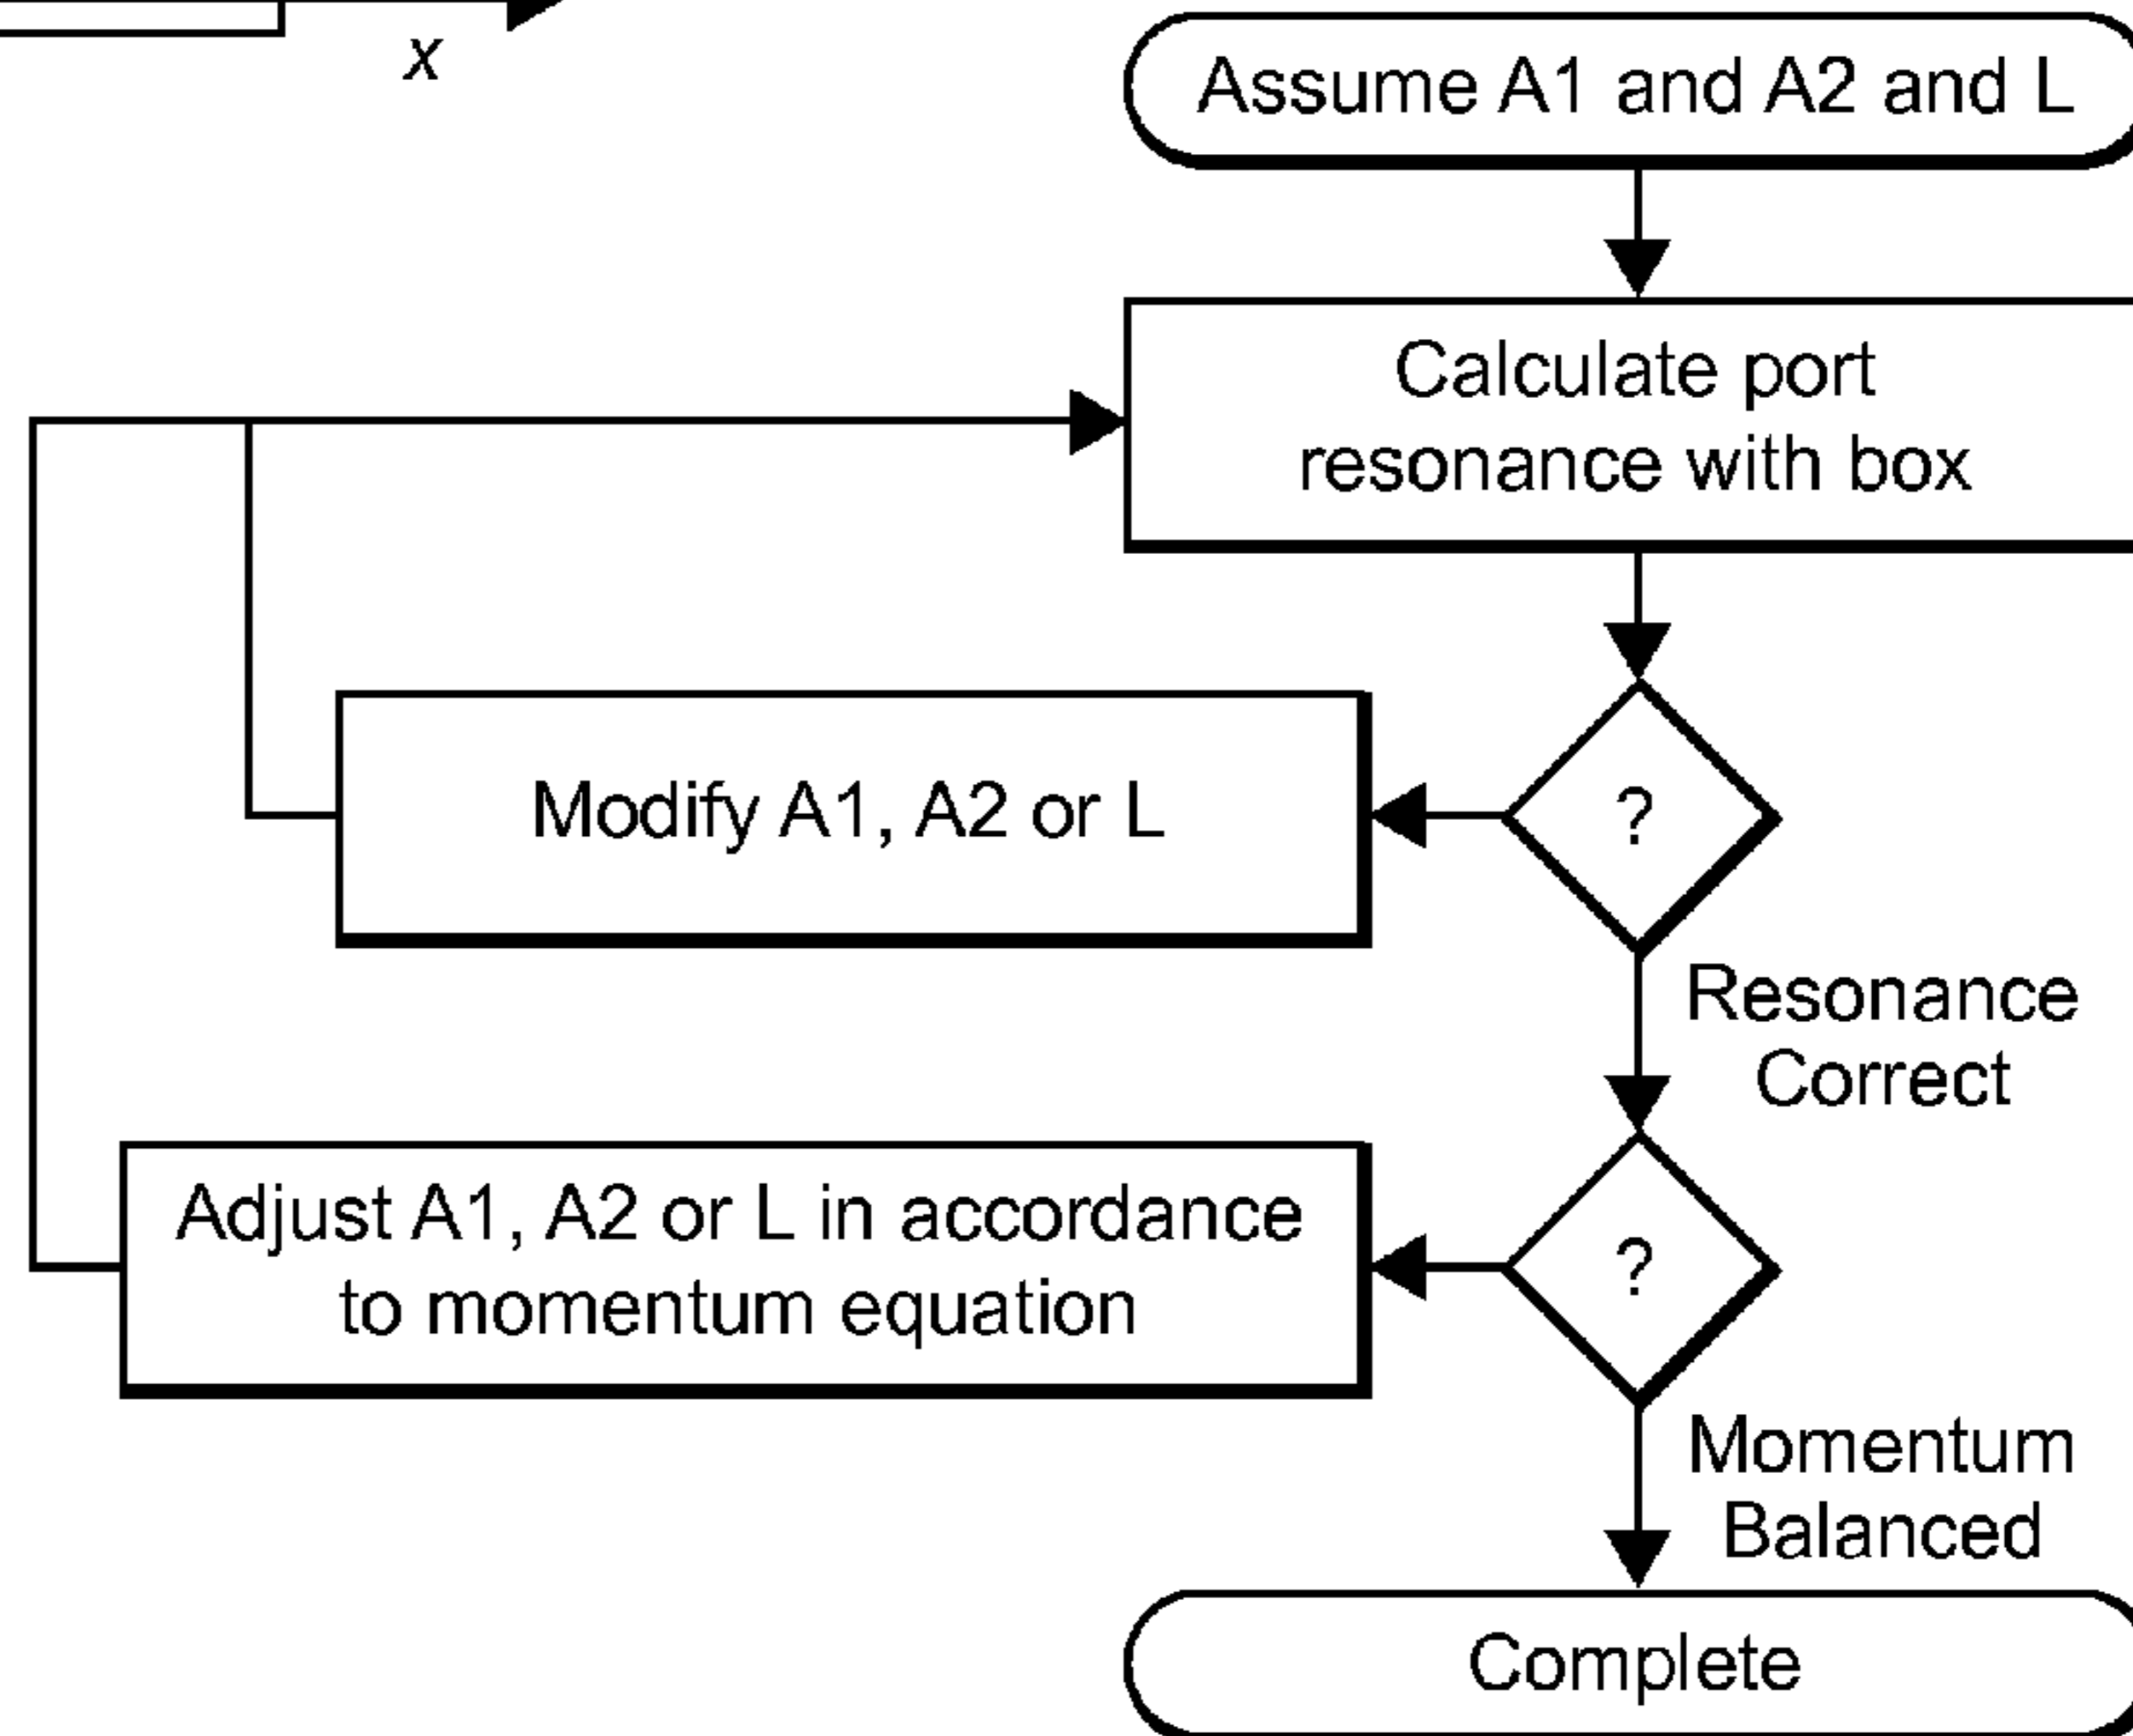 x
Assume A1 and A2 and L
Calculate port
resonance with box
Modify A1, A2 or L
?
Resonance
Correct
Adjust A1, A2 or L in accordance
to momentum equation
?
Momentum
Balanced
Complete